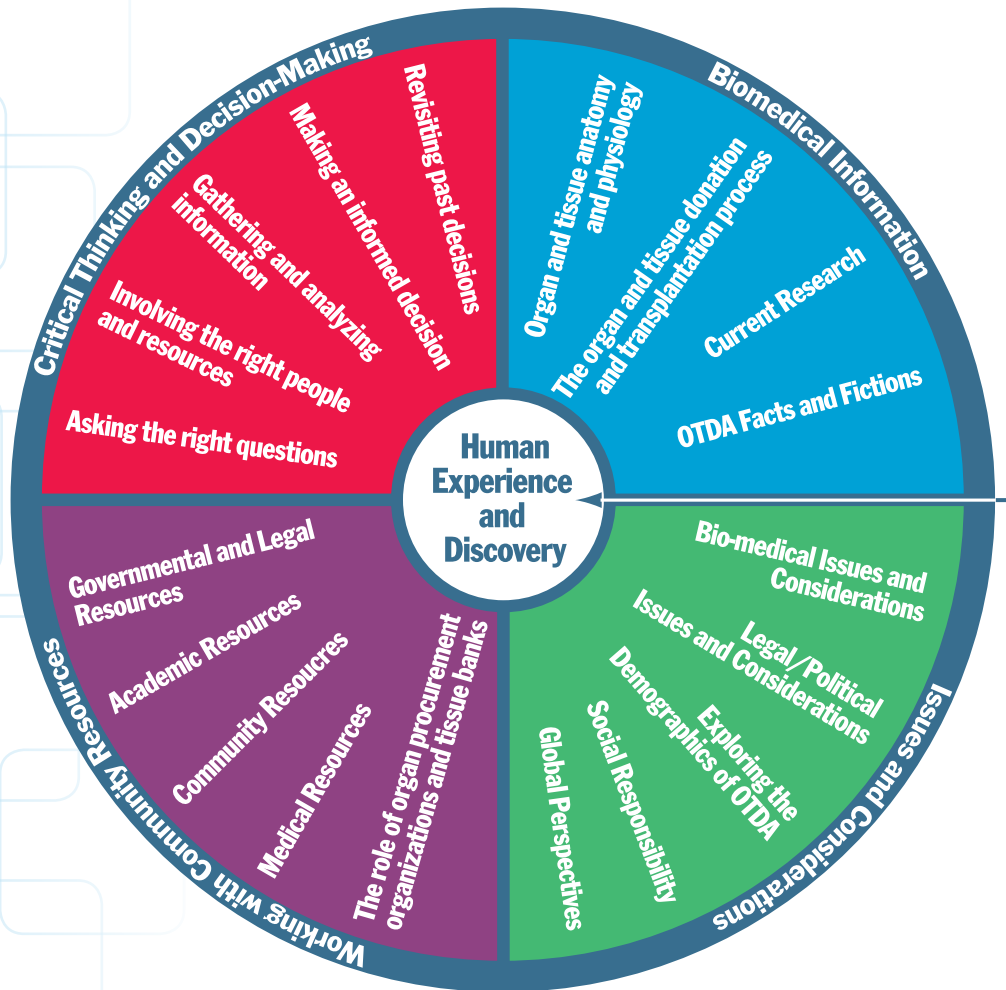 Critical Thinking and Decision-Making
Revisiting past decisions
Making an informed decision
Gathering and analyzing
information
Involving the right people
and resources
Asking the right questions
Biomedical Information
Organ and tissue anatomy
and physiology
The organ and tissue donation
and transplantation process
Current Research
OTDA Facts and Fictions
Human
Experience
and
Discovery
Working with Community Resources
Governmental and Legal
Resources
Academic Resources
Community Resoucres
Medical Resources
The role of organ procurement
organizations and tissue banks
Issues and Considerations
Bio-medical Issues and
Considerations
Legal/Political
Issues and Considerations
Exploring the
Demographics of OTDA
Social Responsibility
Global Perspectives